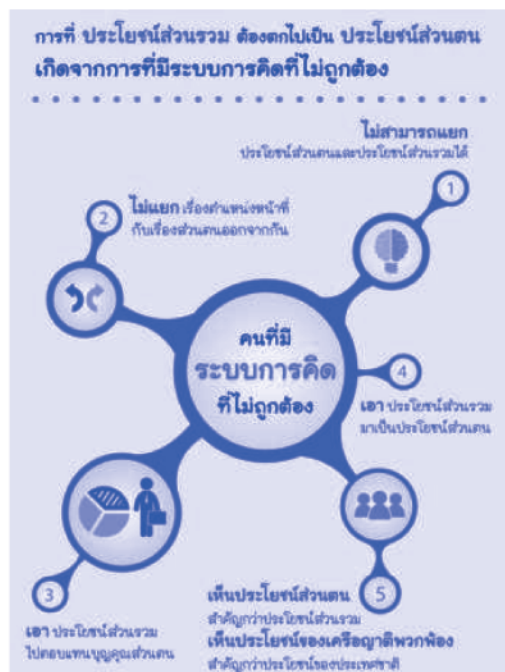 การที่ ประโยชน์ส่วนรวม ต้องตกไปเป็น ประโยชน์ส่วนตน
เกิดจากการที่มีระบบการคิดที่ไม่ถูกต้อง
ไม่สามารถแยก
ประโยชน์ส่วนตนและประโยชน์ส่วนรวมได้
1
2
ไม่แยก เรื่องตำแหน่งหน้าที่
กับเรื่องส่วนตนออกจากกัน
คนที่มี
ระบบการคิด
ที่ไม่ถูกต้อง
3
เอา ประโยชน์ส่วนรวม
ไปตอบแทนบุญคุณส่วนตน
4
เอา ประโยชน์ส่วนรวม
มาเป็นประโยชน์ส่วนตน
5
เห็นประโยชน์ส่วนตน
สำคัญกว่าประโยชน์ส่วนรวม
เห็นประโยชน์ของเครือญาติพวกพ้อง
สำคัญกว่าประโยชน์ของประเทศชาติ